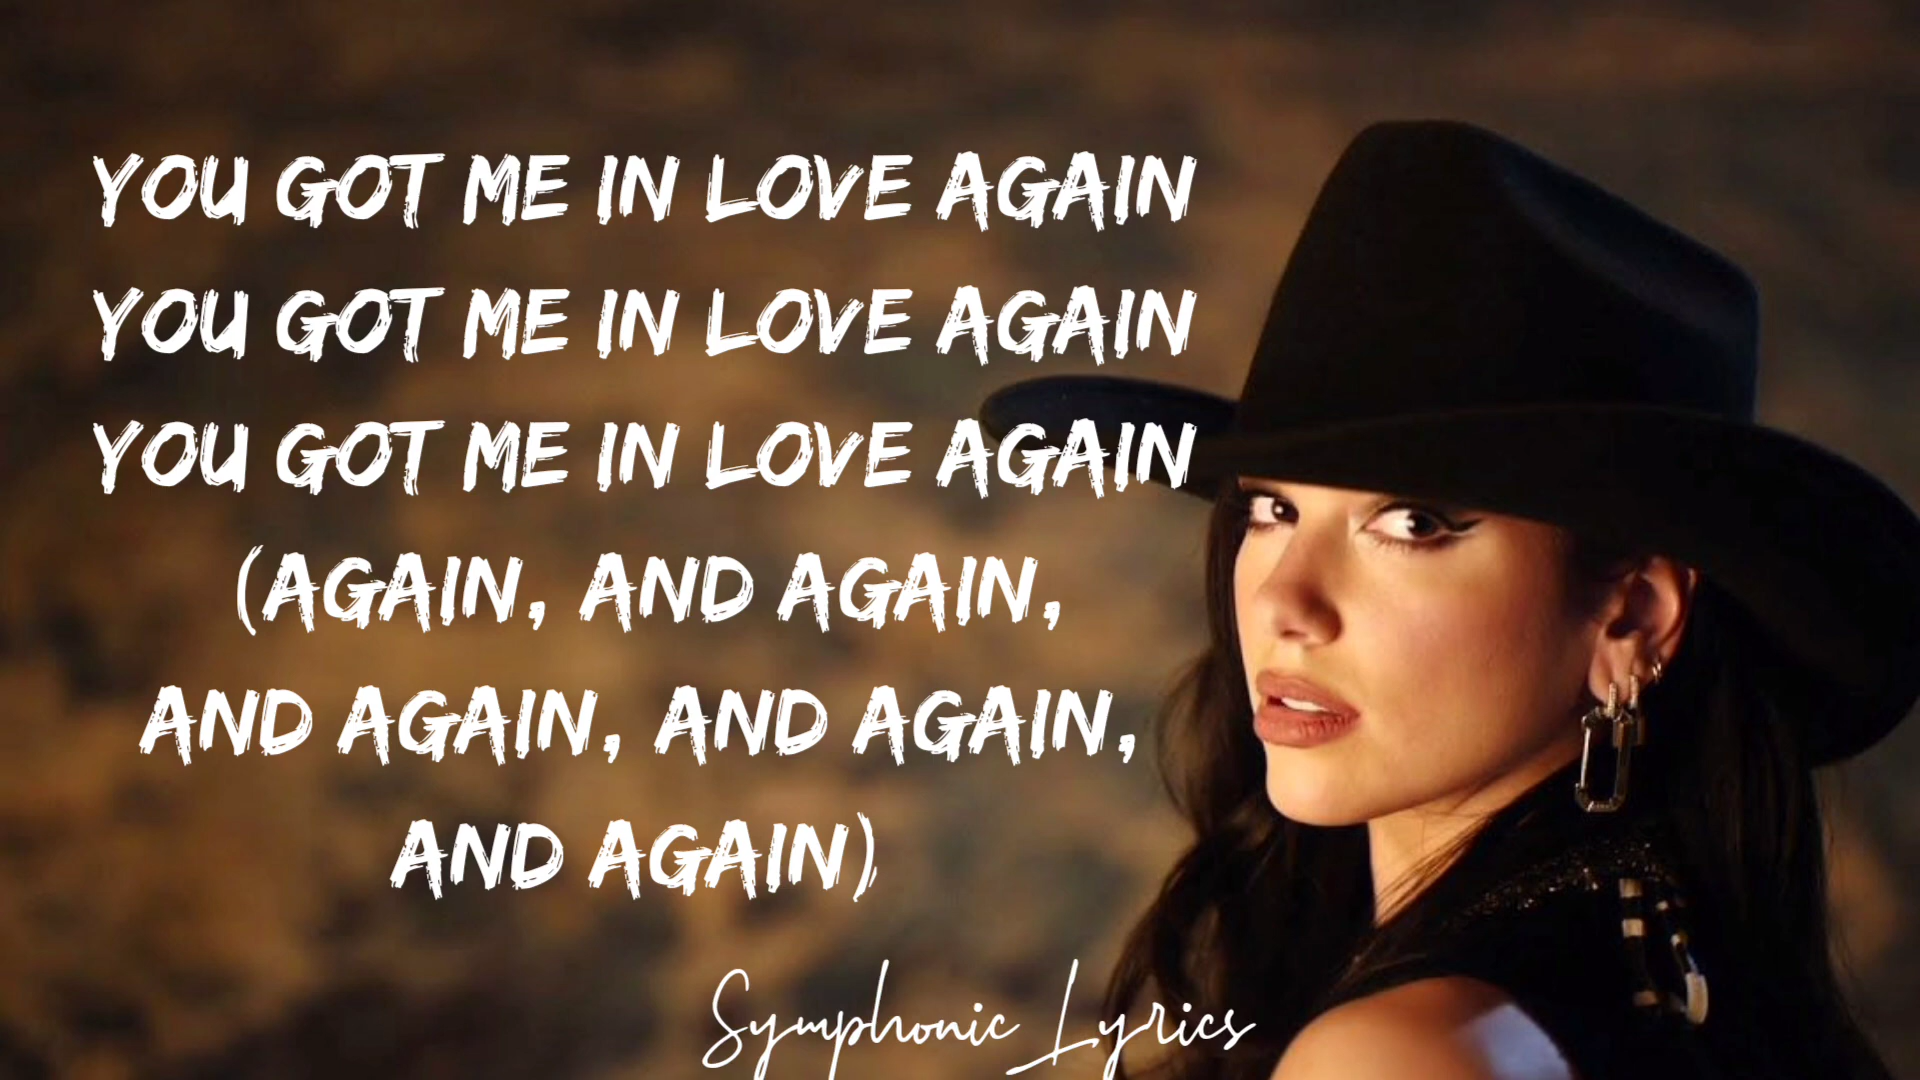 YOU GOT ME IN LOVE AGAIN
YOU GOT ME IN LOVE AGAIN
YOU GOT ME IN LOVE AGAIN
(AGAIN, AND AGAIN,
AND AGAIN, AND AGAIN,
AND AGAIN)
Symphonic Lyrics